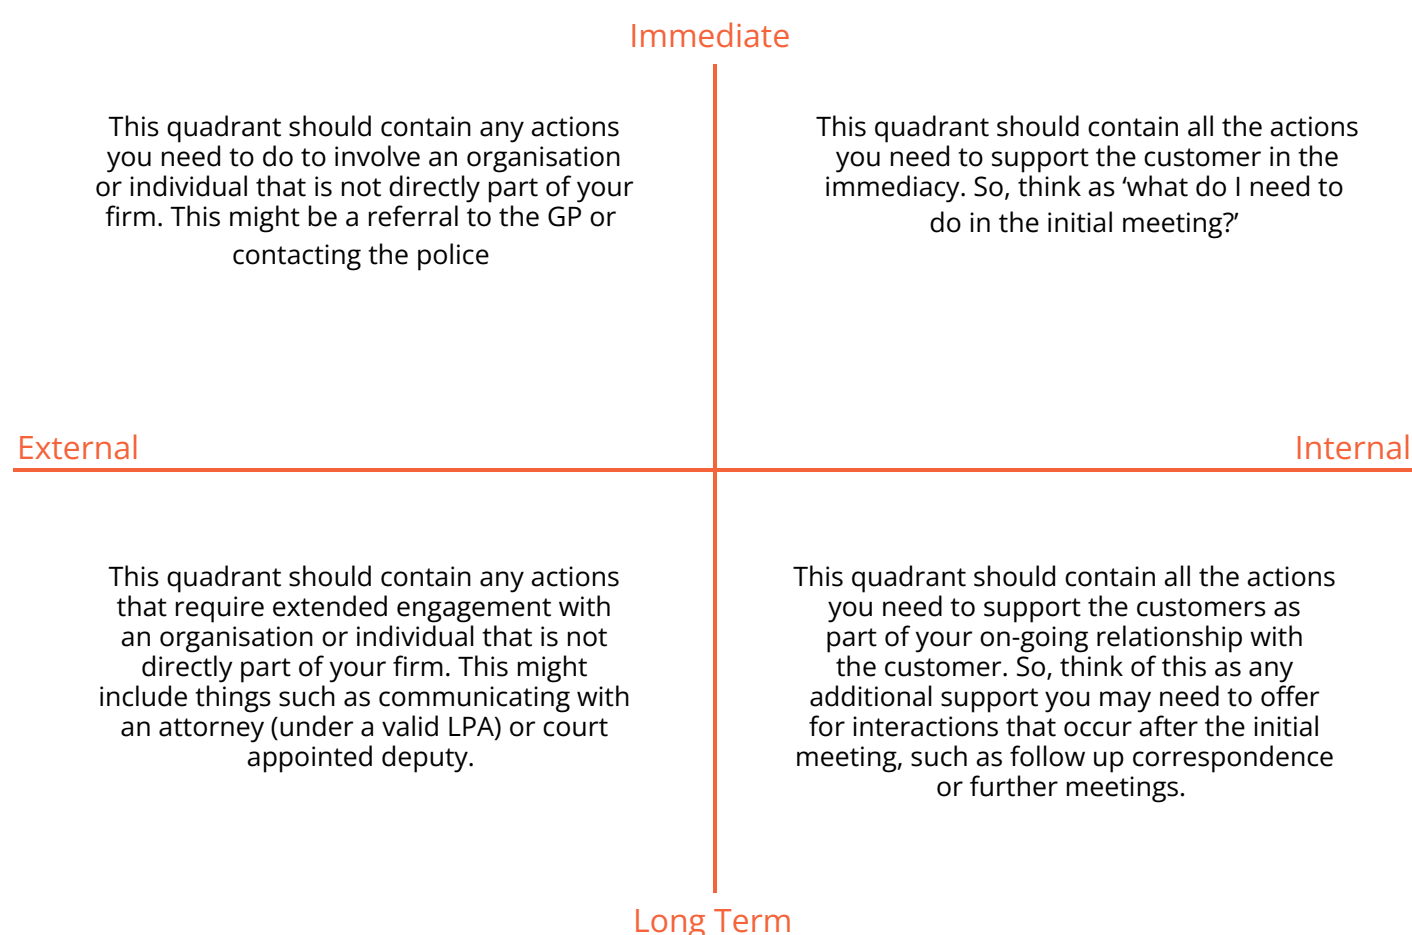 Immediate
This quadrant should contain any actions
you need to do to involve an organisation
or individual that is not directly part of your
firm. This might be a referral to the GP or
contacting the police
This quadrant should contain all the actions
you need to support the customer in the
immediacy. So, think as ‘what do I need to
do in the initial meeting?’
External
Internal
This quadrant should contain any actions
that require extended engagement with
an organisation or individual that is not
directly part of your firm. This might
include things such as communicating with
an attorney (under a valid LPA) or court
appointed deputy.
This quadrant should contain all the actions
you need to support the customers as
part of your on-going relationship with
the customer. So, think of this as any
additional support you may need to offer
for interactions that occur after the initial
meeting, such as follow up correspondence
or further meetings.
Long Term